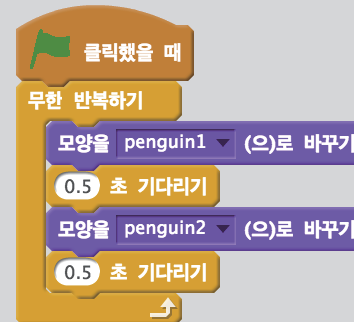 클릭했을 때
무한 반복하기
모양을 penguin1 (으)로 바꾸기
0.5 초 기다리기
모양을 penguin2 (으)로 바꾸기
0.5 초 기다리기